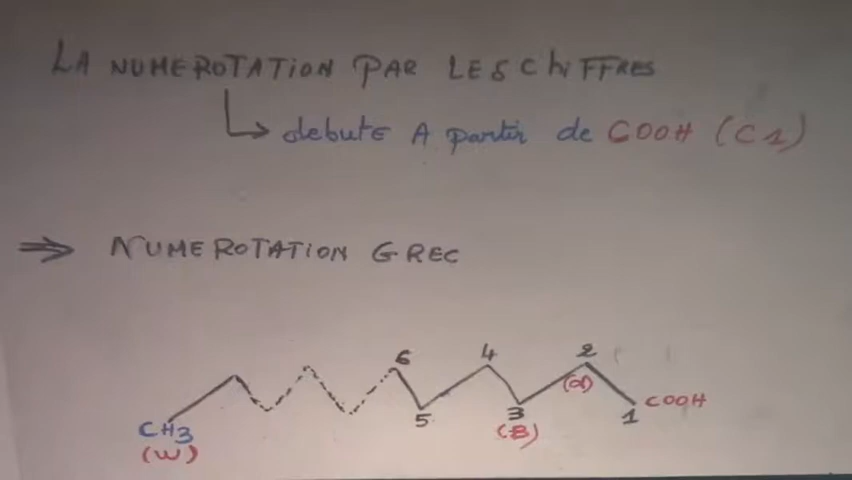 LA NUMEROTATION PAR LES CHIFFRES
debute A partir de COOH (C1)
⇒ NUMEROTATION GREC
6 4 2
(α)
1 COOH
5 3
CH3 (B)
(W)